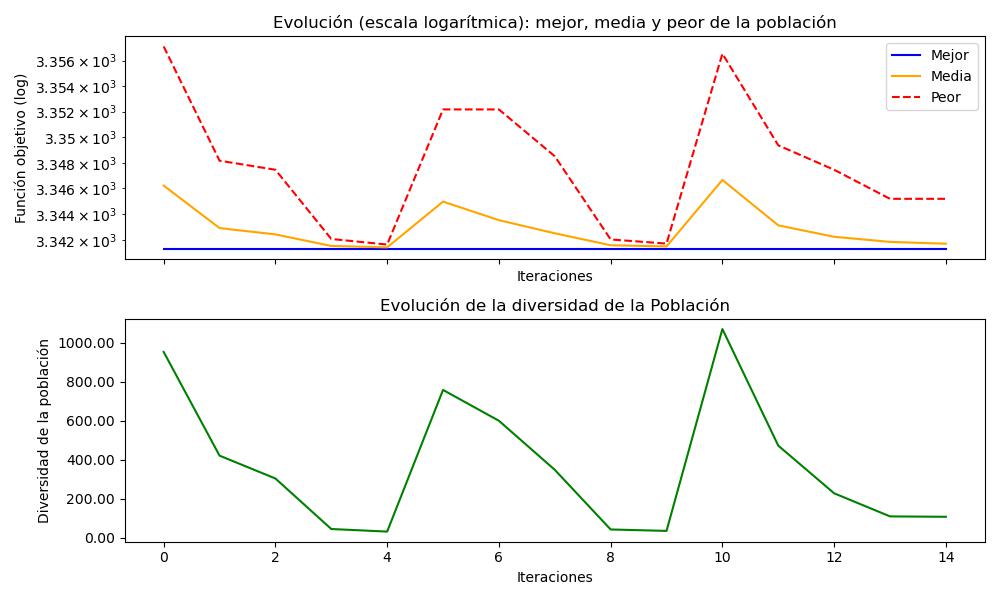 Evolución (escala logarítmica): mejor, media y peor de la población
Función objetivo (log)
3.356 × 10³
3.354 × 10³
3.352 × 10³
3.35 × 10³
3.348 × 10³
3.346 × 10³
3.344 × 10³
3.342 × 10³
Mejor
Media
Peor
Iteraciones
Evolución de la diversidad de la Población
Diversidad de la población
1000.00
800.00
600.00
400.00
200.00
0.00
0 2 4 6 8 10 12 14
Iteraciones